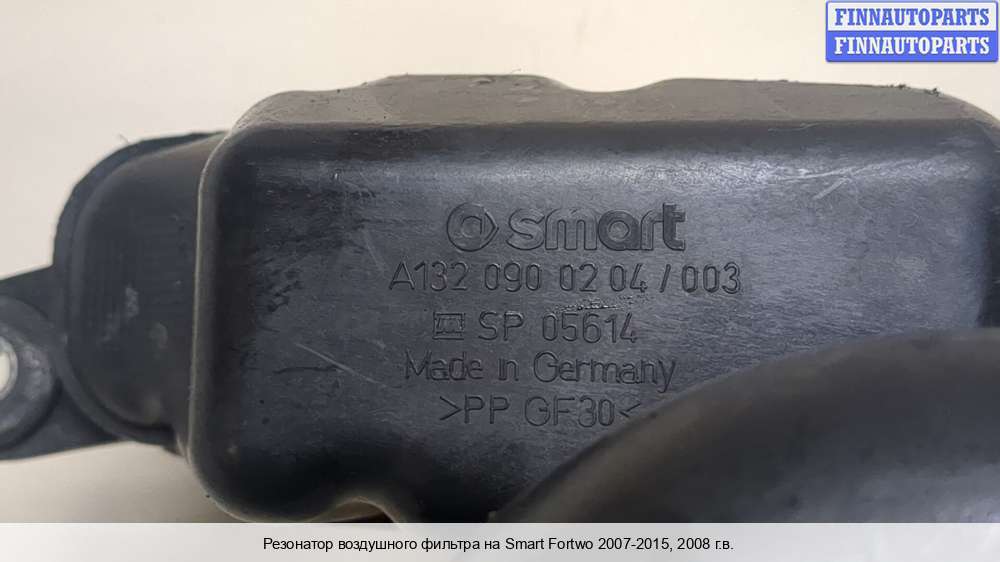 FINNAUTOPARTS
FINNAUTOPARTS
smart
A132 090 02 04 / 003
SP 05614
Made in Germany
>PP GF30<
Резонатор воздушного фильтра на Smart Fortwo 2007-2015, 2008 г.в.